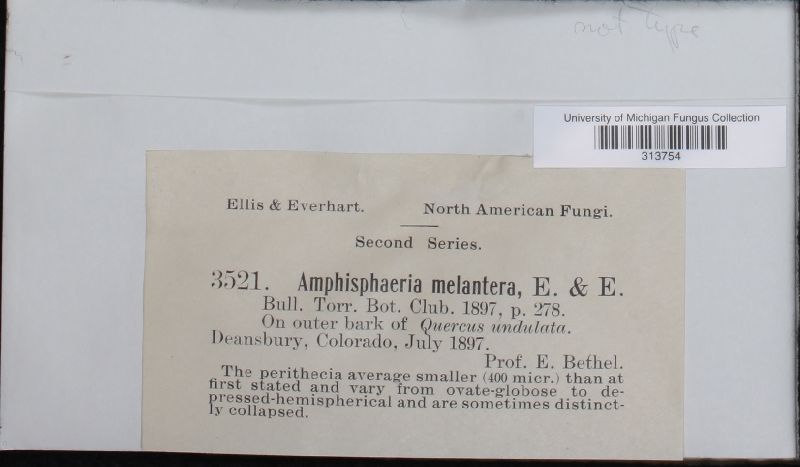 not type
University of Michigan Fungus Collection
313754
Ellis & Everhart. North American Fungi.
Second Series.
3521. Amphisphaeria melantera, E. & E.
Bull. Torr. Bot. Club. 1897, p. 278.
On outer bark of Quercus undulata.
Deansbury, Colorado, July 1897.
Prof. E. Bethel.
The perithecia average smaller (400 micr.) than at
first stated and vary from ovate-globose to de-
pressed-hemispherical and are sometimes distinct-
ly collapsed.